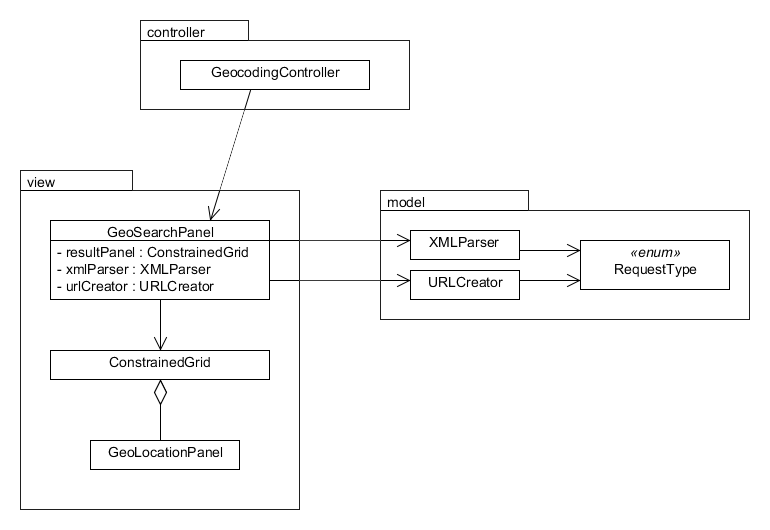 controller
GeocodingController
view
GeoSearchPanel
- resultPanel : ConstrainedGrid
- xmlParser : XMLParser
- urlCreator : URLCreator
ConstrainedGrid
GeoLocationPanel
model
XMLParser
URLCreator
«enum»
RequestType